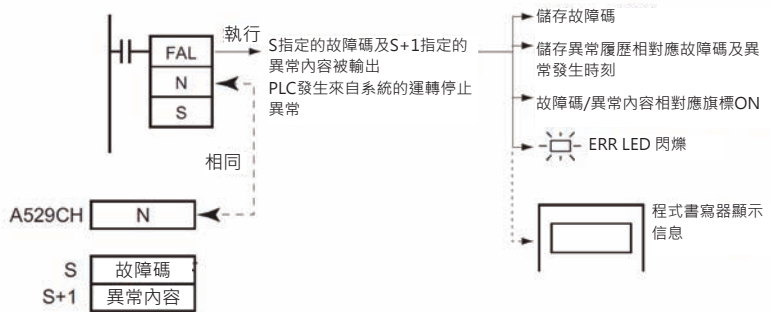 執行
FAL
N
S
S指定的故障碼及S+1指定的
異常內容被輸出
PLC發生來自系統的運轉停止
異常
儲存故障碼
儲存異常履歷相對應故障碼及異
常發生時刻
故障碼/異常內容相對應旗標ON
ERR LED 閃爍
程式書寫器顯示
信息
相同
A529CH
N
S
故障碼
S+1
異常內容